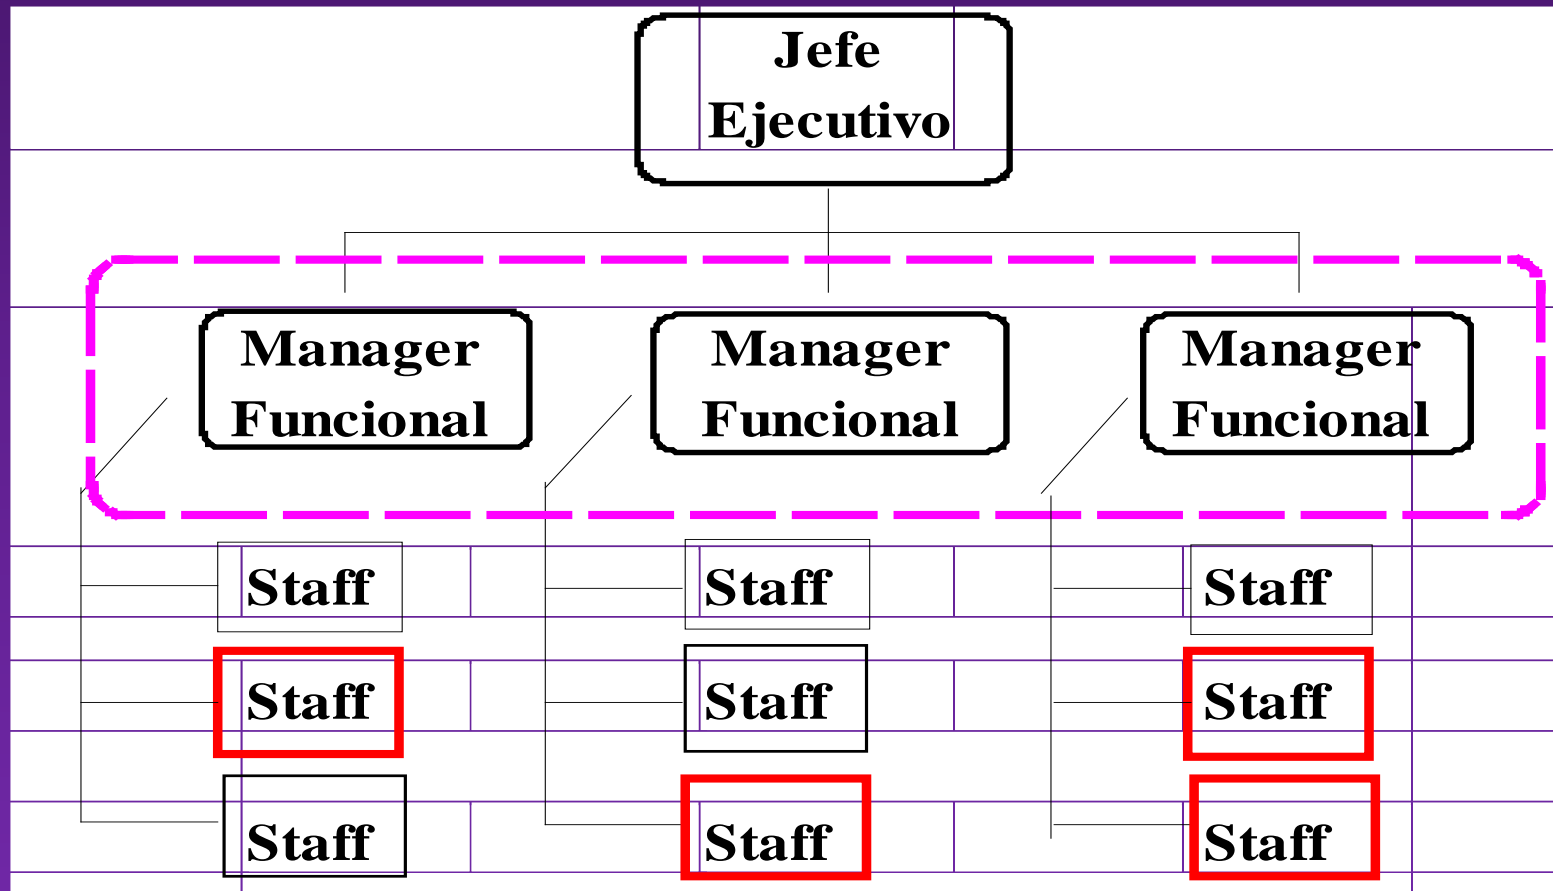 Jefe
Ejecutivo
Manager
Funcional
Manager
Funcional
Manager
Funcional
Staff
Staff
Staff
Staff
Staff
Staff
Staff
Staff
Staff